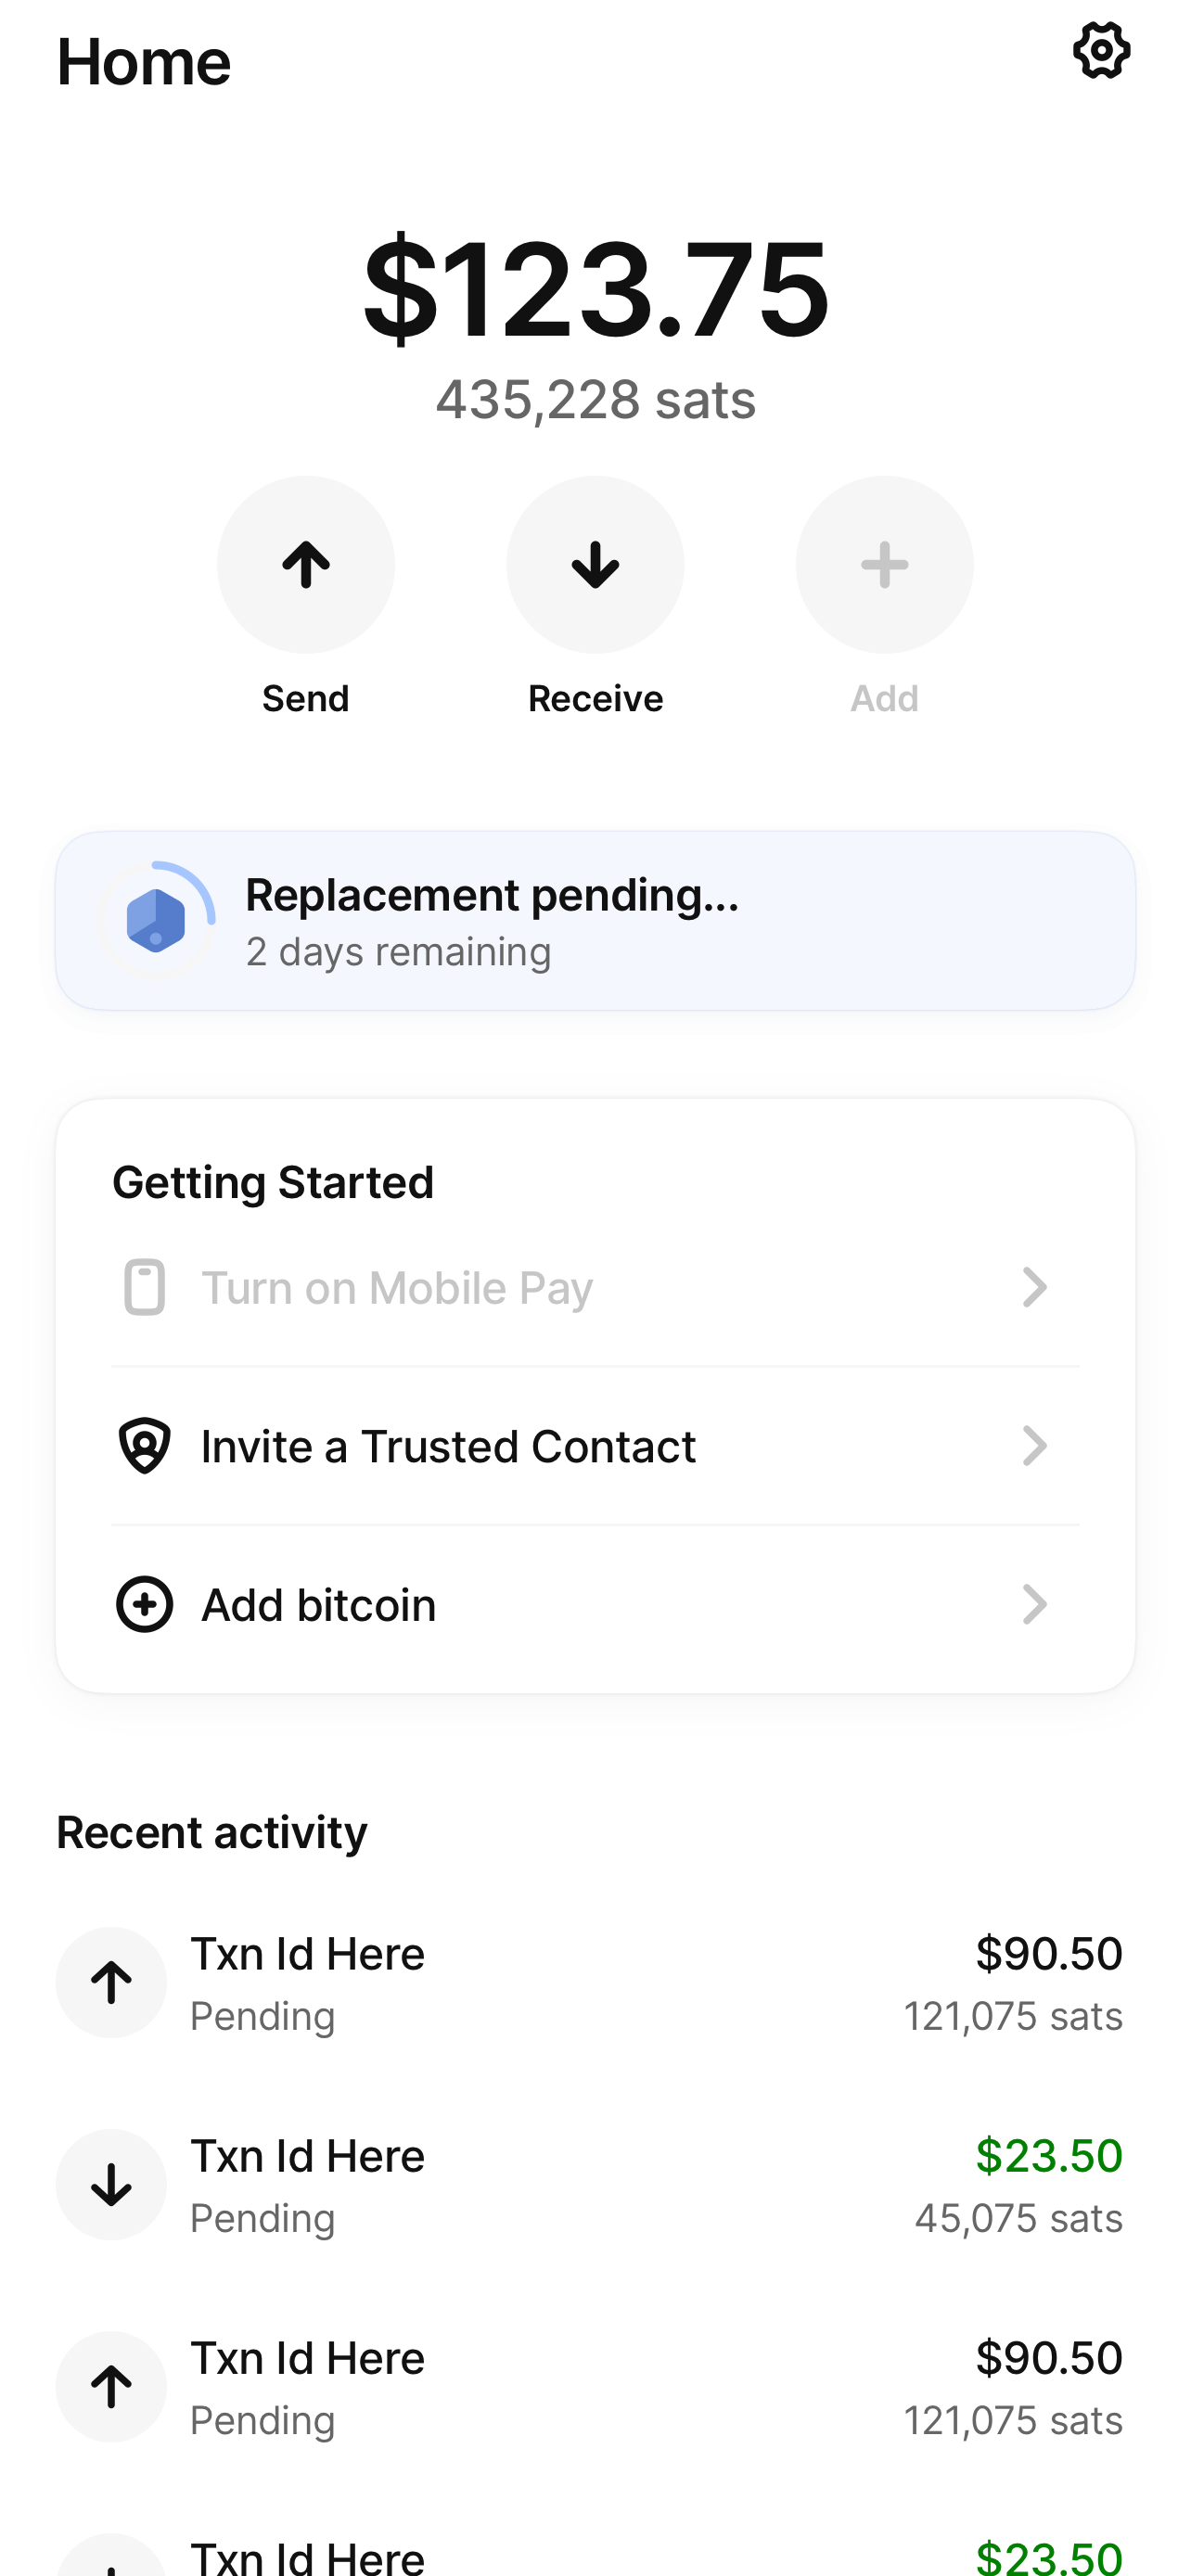 Home
$123.75
435,228 sats
Send
Receive
Add
Replacement pending...
2 days remaining
Getting Started
Turn on Mobile Pay
Invite a Trusted Contact
Add bitcoin
Recent activity
Txn Id Here
$90.50
Pending
121,075 sats
Txn Id Here
$23.50
Pending
45,075 sats
Txn Id Here
$90.50
Pending
121,075 sats
Txn Id Here
$23.50